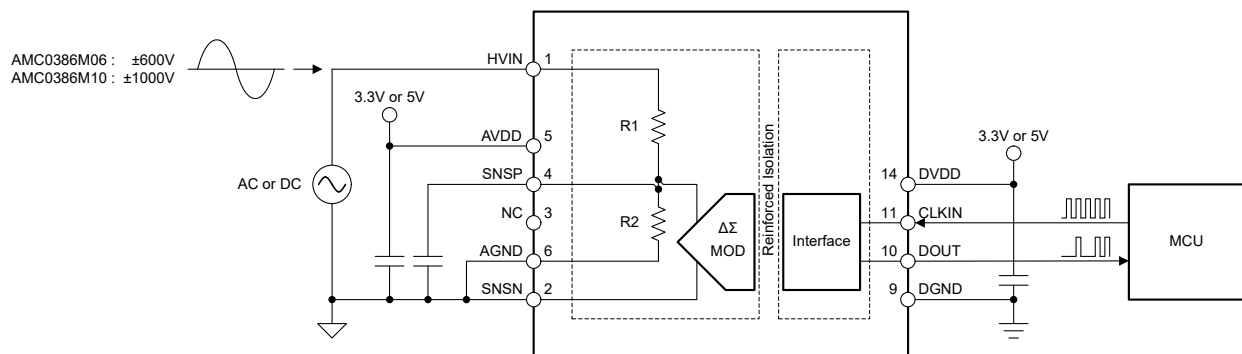 AMC0386M06 : ±600V
AMC0386M10 : ±1000V
HVIN 1
3.3V or 5V
AVDD 5
AC or DC
SNSP 4
NC 3
AGND 6
SNSN 2
R1
R2
ΔΣ
MOD
Reinforced Isolation
Interface
14 DVDD
11 CLKIN
10 DOUT
9 DGND
3.3V or 5V
MCU